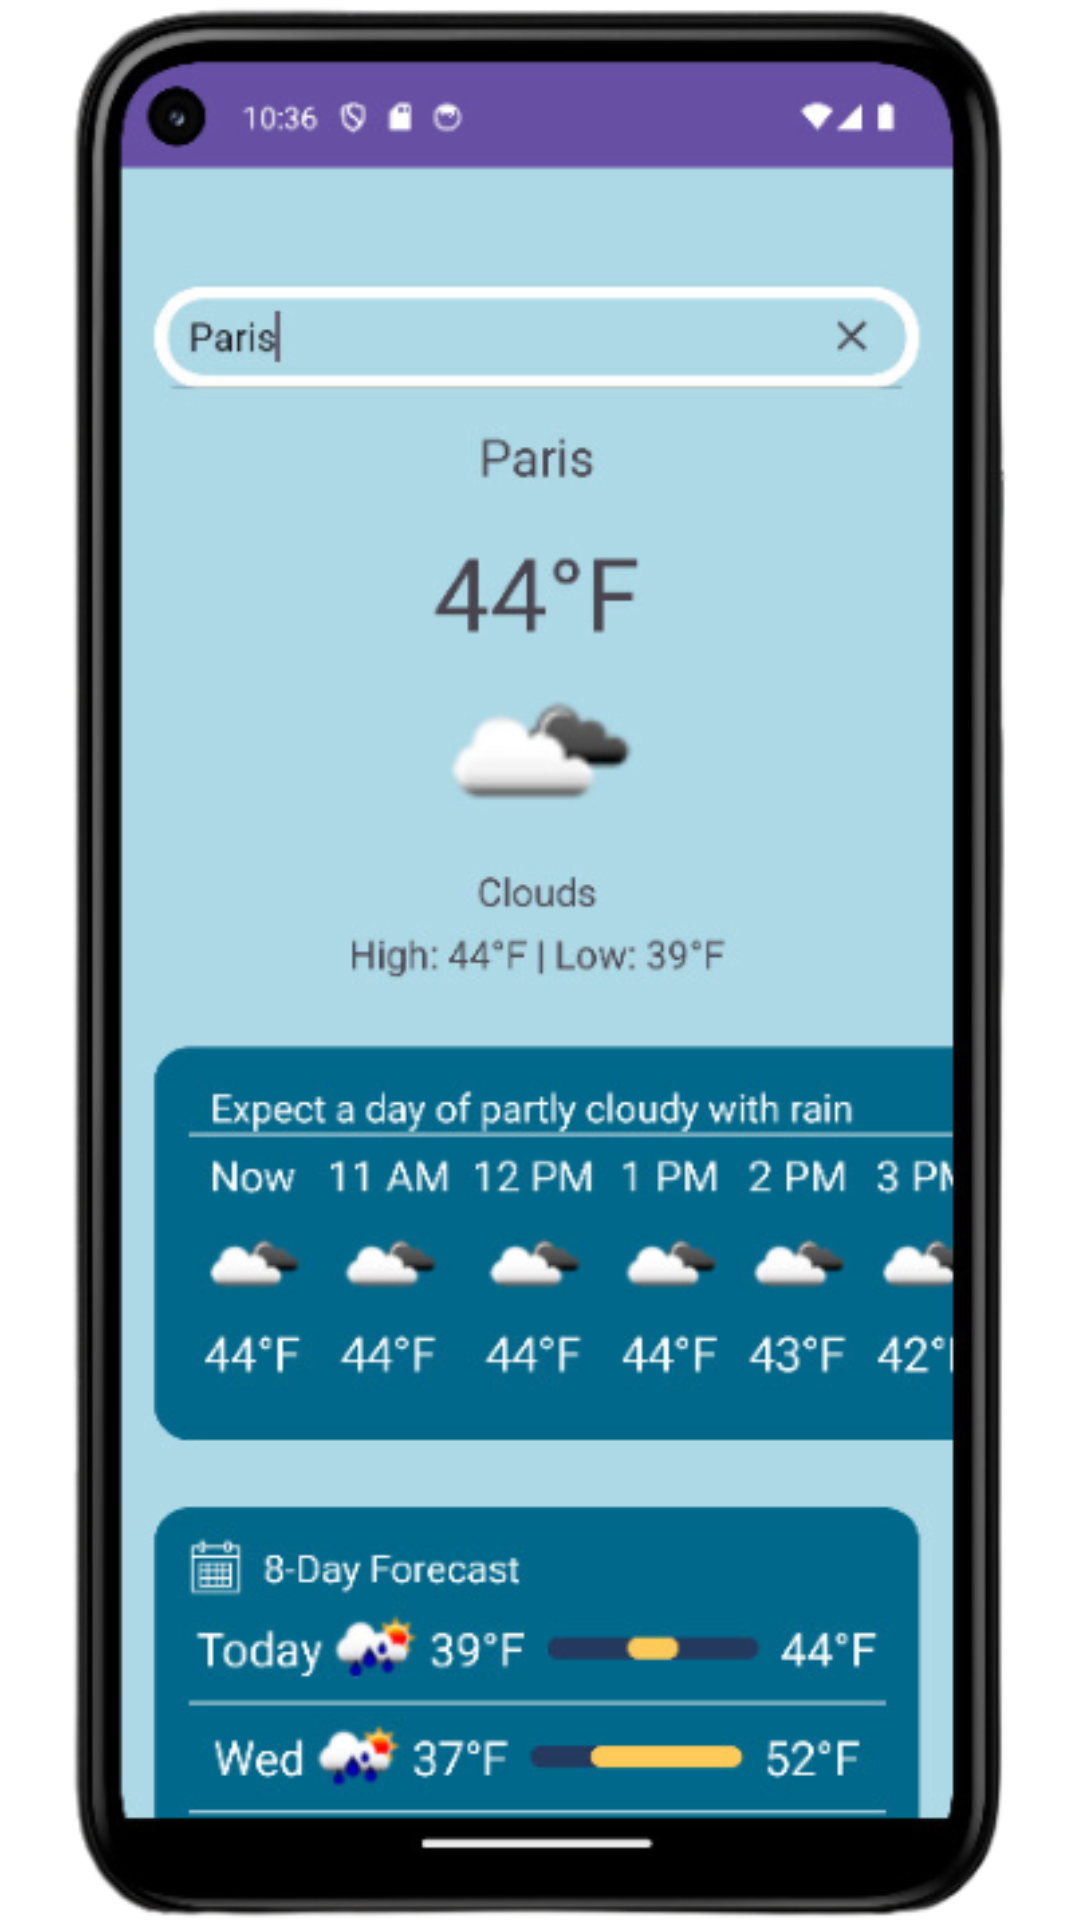 10:36
Paris
Paris
44°F
Clouds
High: 44°F | Low: 39°F
Expect a day of partly cloudy with rain
Now 11 AM 12 PM 1 PM 2 PM 3 PM
44°F 44°F 44°F 44°F 43°F 42°F
8-Day Forecast
Today 39°F 44°F
Wed 37°F 52°F